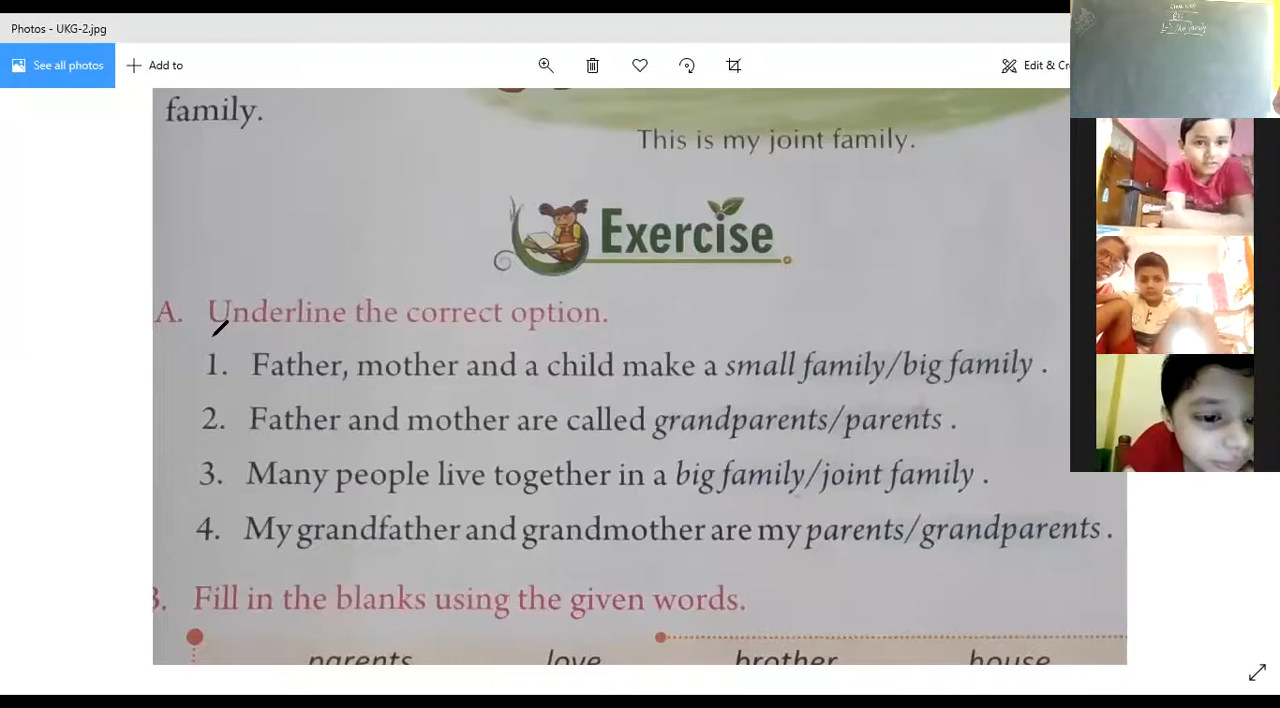 Photos - UKG-2.jpg
See all photos
Add to
Edit & Cr
family.
This is my joint family.
Exercise
A. Underline the correct option.
1. Father, mother and a child make a small family/big family .
2. Father and mother are called grandparents/parents .
3. Many people live together in a big family/joint family .
4. My grandfather and grandmother are my parents/grandparents .
B. Fill in the blanks using the given words.
parents love brother house